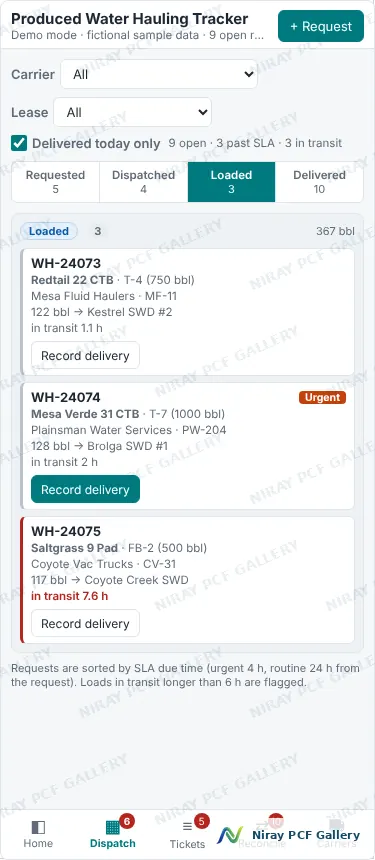 Produced Water Hauling Tracker
Demo mode · fictional sample data · 9 open r...
+ Request
Carrier All
Lease All
Delivered today only 9 open · 3 past SLA · 3 in transit
Requested
5
Dispatched
4
Loaded
3
Delivered
10
Loaded 3 367 bbl
WH-24073
Redtail 22 CTB · T-4 (750 bbl)
Mesa Fluid Haulers · MF-11
122 bbl → Kestrel SWD #2
in transit 1.1 h
Record delivery
WH-24074 Urgent
Mesa Verde 31 CTB · T-7 (1000 bbl)
Plainsman Water Services · PW-204
128 bbl → Brolga SWD #1
in transit 2 h
Record delivery
WH-24075
Saltgrass 9 Pad · FB-2 (500 bbl)
Coyote Vac Trucks · CV-31
117 bbl → Coyote Creek SWD
in transit 7.6 h
Record delivery
Requests are sorted by SLA due time (urgent 4 h, routine 24 h from
the request). Loads in transit longer than 6 h are flagged.
Home
6
Dispatch
5
Tickets
Carriers
Niray PCF Gallery
NIRAY PCF GALLERY